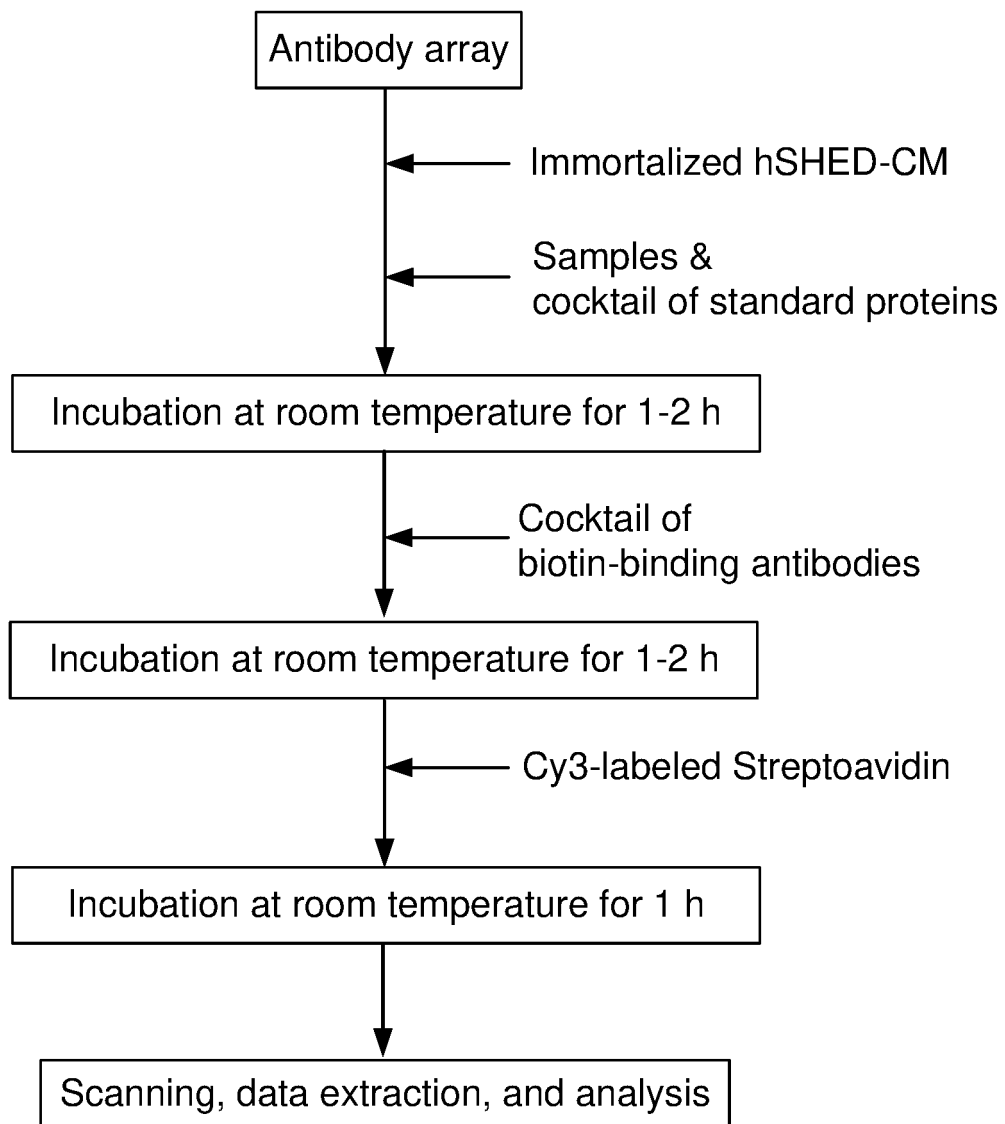 Antibody array
Immortalized hSHED-CM
Samples &
cocktail of standard proteins
Incubation at room temperature for 1-2 h
Cocktail of
biotin-binding antibodies
Incubation at room temperature for 1-2 h
Cy3-labeled Streptoavidin
Incubation at room temperature for 1 h
Scanning, data extraction, and analysis